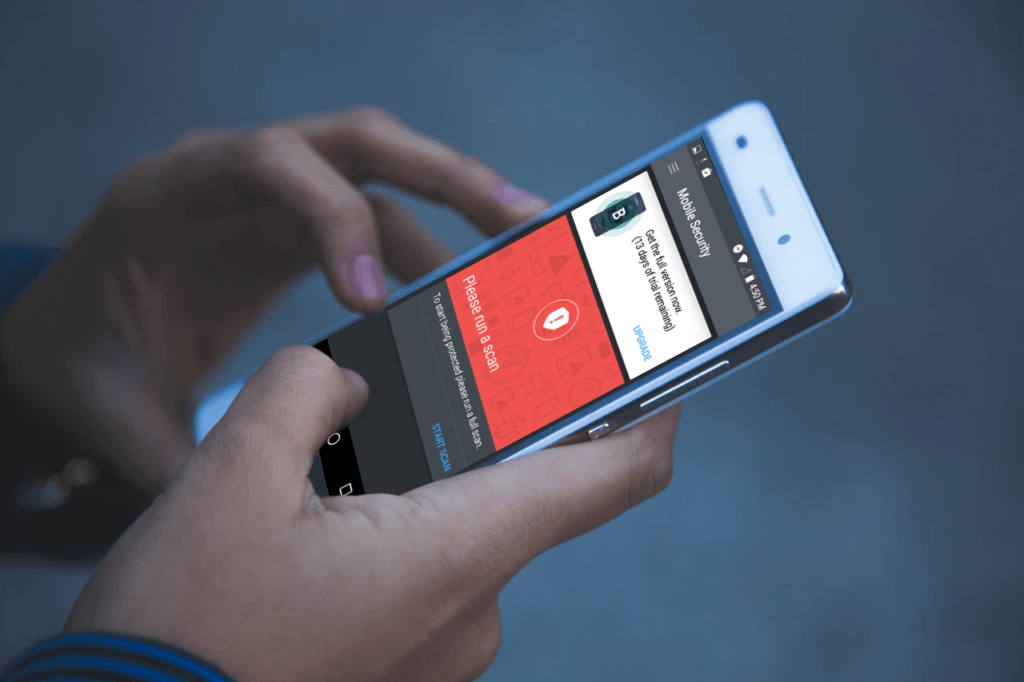 4:50 PM
Mobile Security
B
Get the full version now.
(13 days of trial remaining)
UPGRADE
Please run a scan
To start being protected please run a full scan.
START SCAN